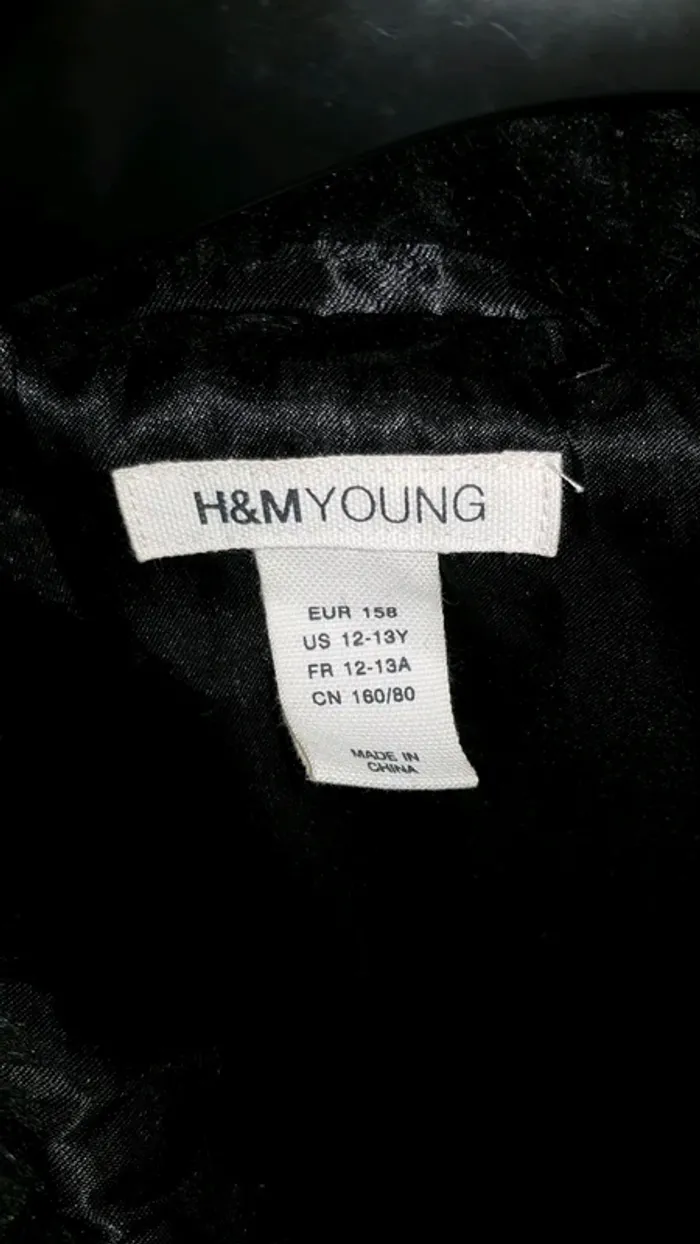 H&MYOUNG
EUR 158
US 12-13Y
FR 12-13A
CN 160/80
MADE IN
CHINA